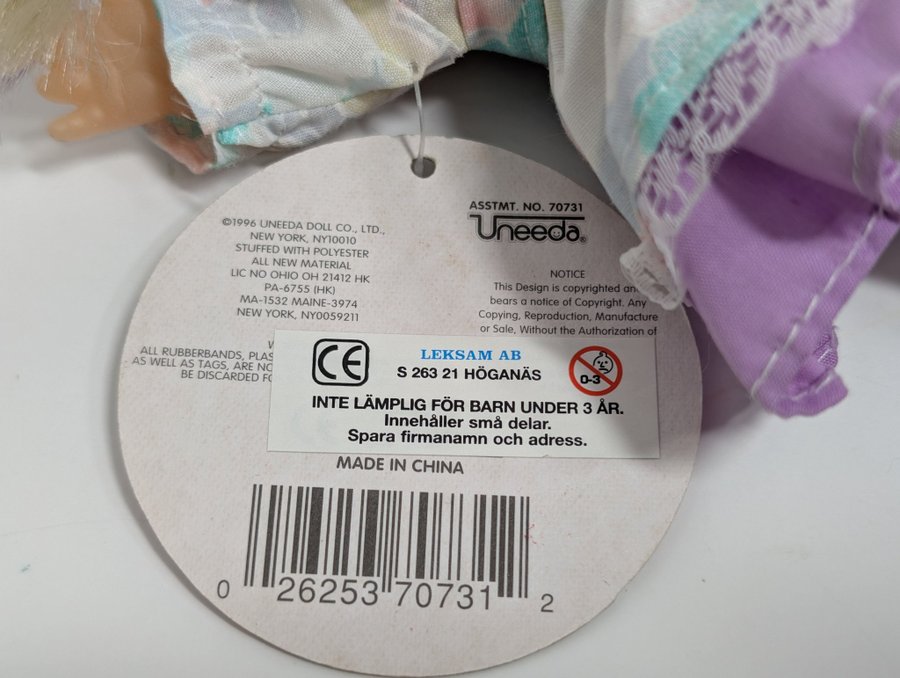 ©1996 UNEEDA DOLL CO., LTD.,
NEW YORK, NY10010
STUFFED WITH POLYESTER
ALL NEW MATERIAL
LIC NO OHIO OH 21412 HK
PA-6755 (HK)
MA-1532 MAINE-3974
NEW YORK, NY0059211
ALL RUBBERBANDS,
AS WELL AS TAGS, ARE
BE DISCARDED
ASSTMT. NO. 70731
Uneeda®
NOTICE
This Design is copyrighted
bears a notice of Copyright. Any
Copying, Reproduction, Manufacture
or Sale, Without the Authorization of
CE
LEKSAM AB
S 263 21 HÖGANÄS
0-3
INTE LÄMPLIG FÖR BARN UNDER 3 ÅR.
Innehåller små delar.
Spara firmanamn och adress.
MADE IN CHINA
0 26253 70731 2